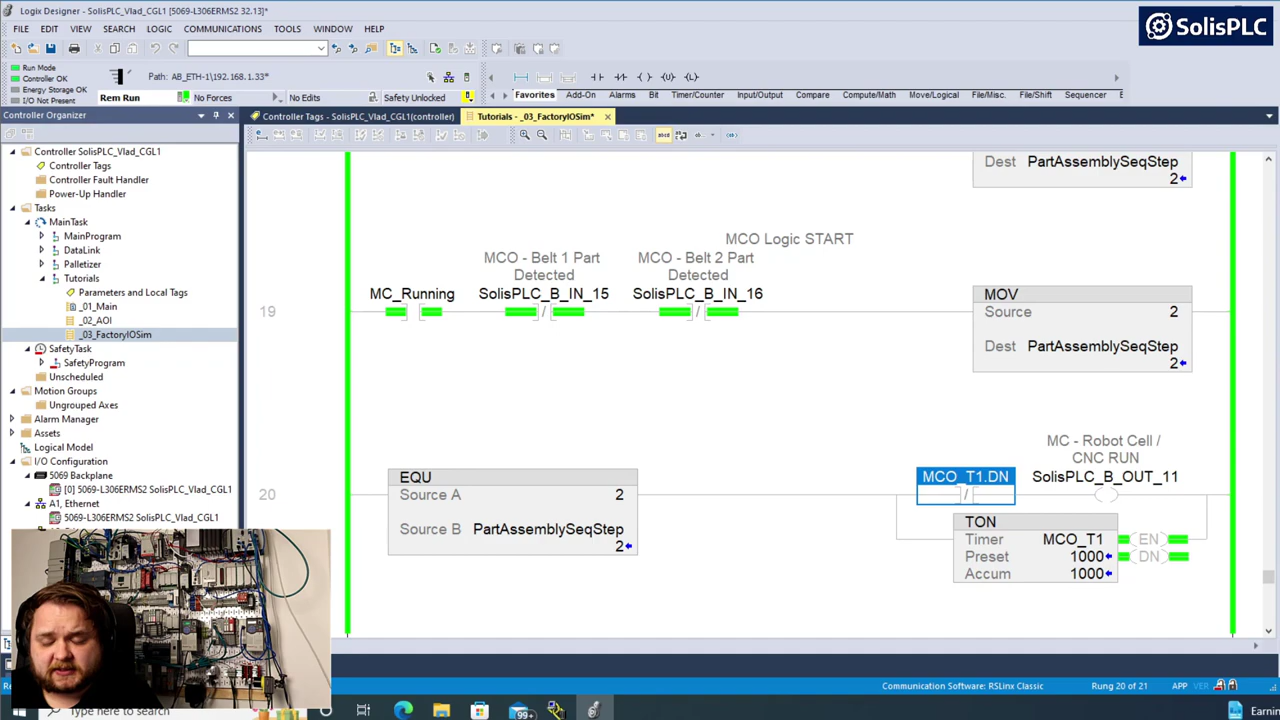 Logix Designer - SolisPLC_Vlad_CGL1 [5069-L306ERMS2 32.13]*
FILE EDIT VIEW SEARCH LOGIC COMMUNICATIONS TOOLS WINDOW HELP
SolisPLC
Run Mode
Controller OK
Energy Storage OK
I/O Not Present
Path: AB_ETH-1\192.168.1.33*
Rem Run No Forces No Edits Safety Unlocked
Favorites Add-On Alarms Bit Timer/Counter Input/Output Compare Compute/Math Move/Logical File/Misc. File/Shift Sequencer E
Controller Organizer
Controller Tags - SolisPLC_Vlad_CGL1(controller)
Tutorials - _03_FactoryIOSim*
Controller SolisPLC_Vlad_CGL1
Controller Tags
Controller Fault Handler
Power-Up Handler
Tasks
MainTask
MainProgram
DataLink
Palletizer
Tutorials
Parameters and Local Tags
_01_Main
_02_AOI
_03_FactoryIOSim
SafetyTask
SafetyProgram
Unscheduled
Motion Groups
Ungrouped Axes
Alarm Manager
Assets
Logical Model
I/O Configuration
5069 Backplane
[0] 5069-L306ERMS2 SolisPLC_Vlad_CGL1
A1, Ethernet
5069-L306ERMS2 SolisPLC_Vlad_CGL1
Dest PartAssemblySeqStep
2
MCO Logic START
MCO - Belt 1 Part
Detected
MCO - Belt 2 Part
Detected
MC_Running
SolisPLC_B_IN_15
SolisPLC_B_IN_16
19
MOV
Source 2
Dest PartAssemblySeqStep
2
20
EQU
Source A 2
Source B PartAssemblySeqStep
2
MC - Robot Cell /
CNC RUN
MCO_T1.DN
SolisPLC_B_OUT_11
TON
Timer MCO_T1
Preset 1000
Accum 1000
EN
DN
Communication Software: RSLinx Classic
Rung 20 of 21
APP
VER
Type here to search
99+
Earnin